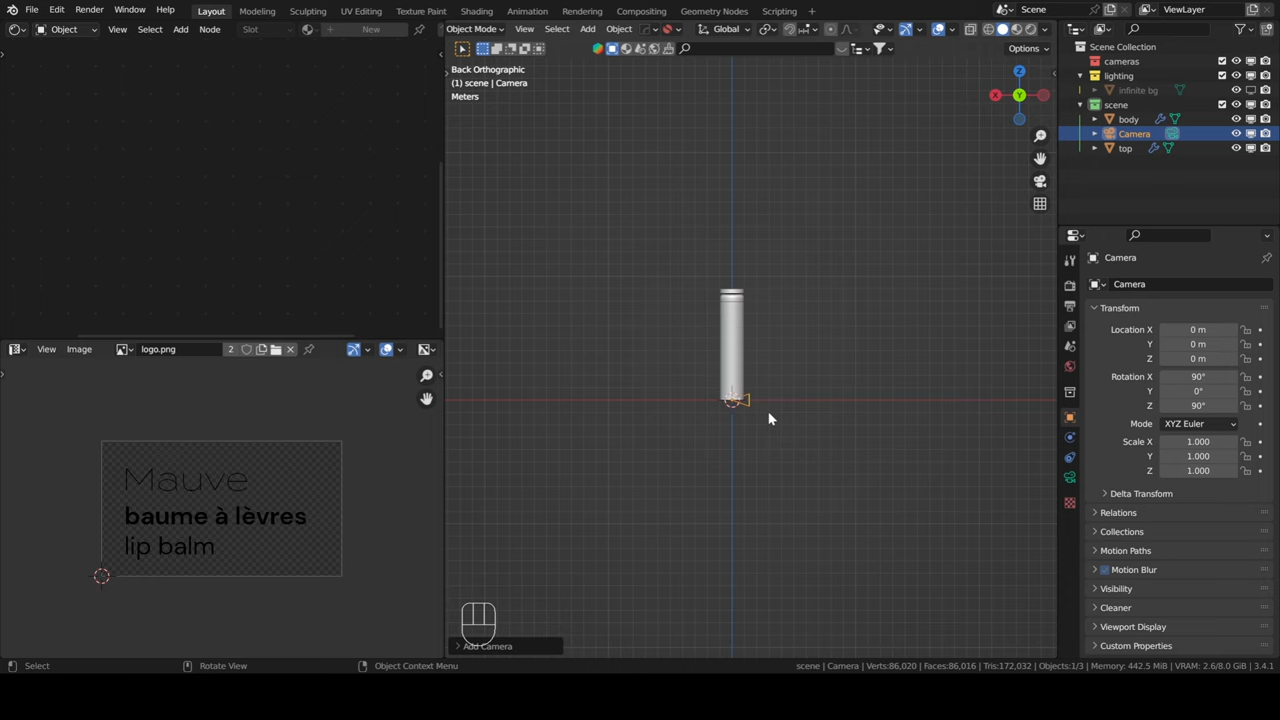 File Edit Render Window Help Layout Modeling Sculpting UV Editing Texture Paint Shading Animation Rendering Compositing Geometry Nodes Scripting + Scene ViewLayer
Object View Select Add Node Slot New
Object Mode View Select Add Object Global
Options
Back Orthographic
(1) scene | Camera
Meters
Z
X
Y
Scene Collection
cameras
lighting
infinite bg
scene
body
Camera
top
Camera
Camera
Transform
Location X 0 m
Y 0 m
Z 0 m
Rotation X 90°
Y 0°
Z 90°
Mode XYZ Euler
Scale X 1.000
Y 1.000
Z 1.000
Delta Transform
Relations
Collections
Motion Paths
Motion Blur
Visibility
Cleaner
Viewport Display
Custom Properties
View Image logo.png 2
Mauve
baume à lèvres
lip balm
Add Camera
Select Rotate View Object Context Menu
scene | Camera | Verts:86,020 | Faces:86,016 | Tris:172,032 | Objects:1/3 | Memory: 442.5 MiB | VRAM: 2.6/8.0 GiB | 3.4.1